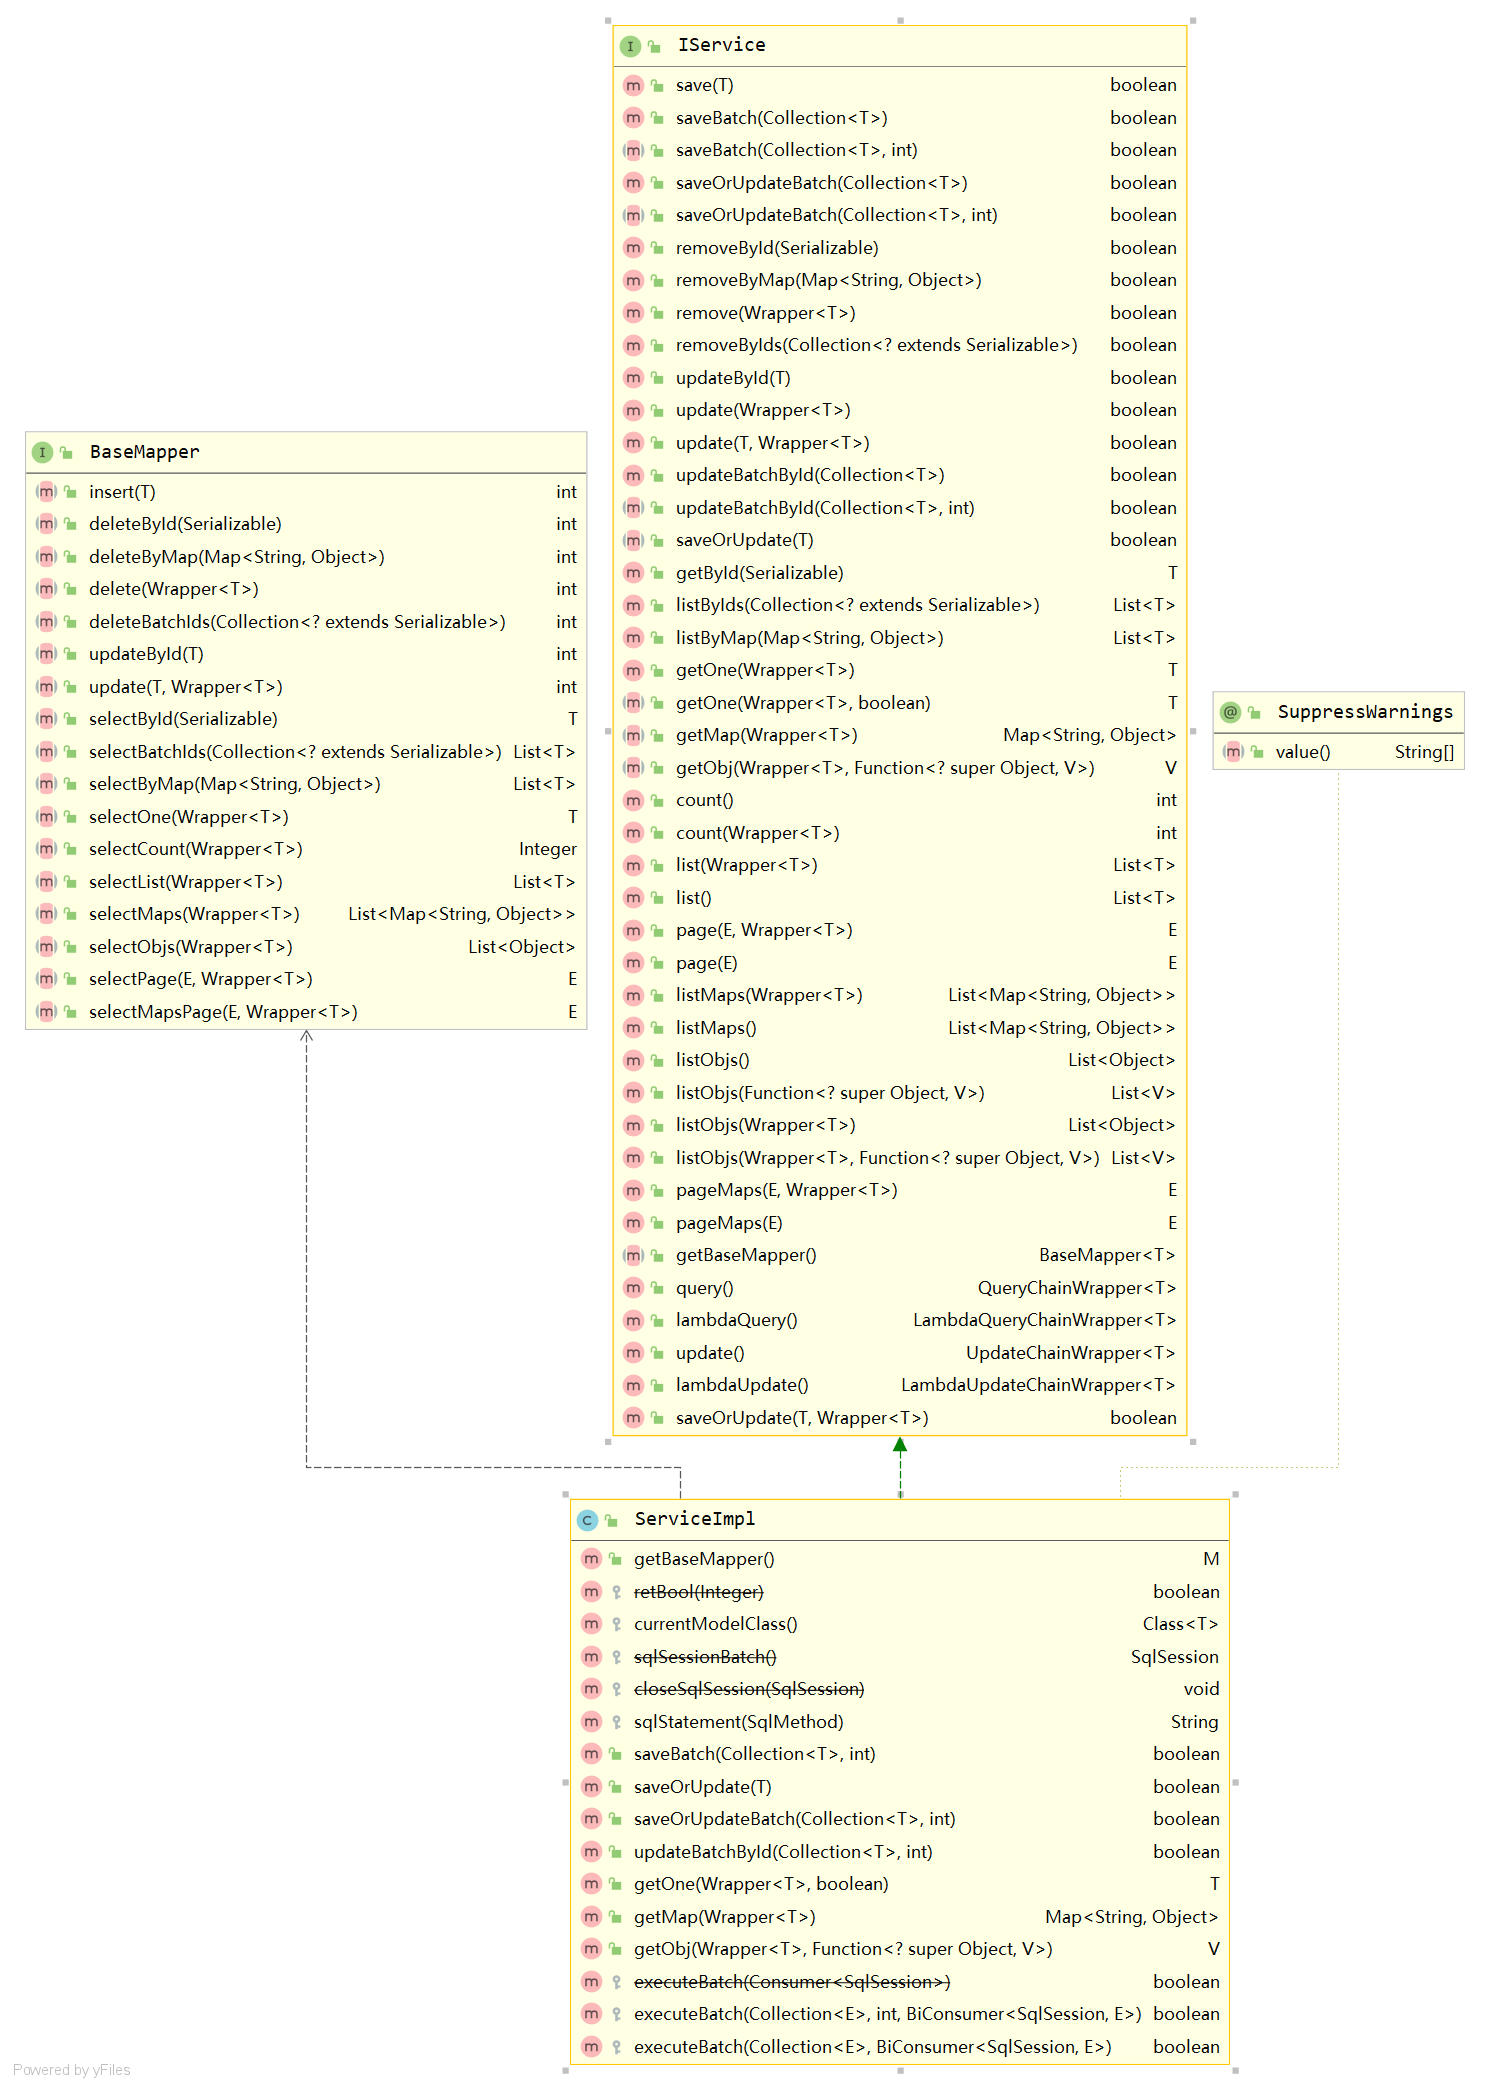 IService
save(T) boolean
saveBatch(Collection<T>) boolean
saveBatch(Collection<T>, int) boolean
saveOrUpdateBatch(Collection<T>) boolean
saveOrUpdateBatch(Collection<T>, int) boolean
removeById(Serializable) boolean
removeByMap(Map<String, Object>) boolean
remove(Wrapper<T>) boolean
removeByIds(Collection<? extends Serializable>) boolean
updateById(T) boolean
update(Wrapper<T>) boolean
update(T, Wrapper<T>) boolean
updateBatchById(Collection<T>) boolean
updateBatchById(Collection<T>, int) boolean
saveOrUpdate(T) boolean
getById(Serializable) T
listByIds(Collection<? extends Serializable>) List<T>
listByMap(Map<String, Object>) List<T>
getOne(Wrapper<T>) T
getOne(Wrapper<T>, boolean) T
getMap(Wrapper<T>) Map<String, Object>
getObj(Wrapper<T>, Function<? super Object, V>) V
count() int
count(Wrapper<T>) int
list(Wrapper<T>) List<T>
list() List<T>
page(E, Wrapper<T>) E
page(E) E
listMaps(Wrapper<T>) List<Map<String, Object>>
listMaps() List<Map<String, Object>>
listObjs() List<Object>
listObjs(Function<? super Object, V>) List<V>
listObjs(Wrapper<T>) List<Object>
listObjs(Wrapper<T>, Function<? super Object, V>) List<V>
pageMaps(E, Wrapper<T>) E
pageMaps(E) E
getBaseMapper() BaseMapper<T>
query() QueryChainWrapper<T>
lambdaQuery() LambdaQueryChainWrapper<T>
update() UpdateChainWrapper<T>
lambdaUpdate() LambdaUpdateChainWrapper<T>
saveOrUpdate(T, Wrapper<T>) boolean
BaseMapper
insert(T) int
deleteById(Serializable) int
deleteByMap(Map<String, Object>) int
delete(Wrapper<T>) int
deleteBatchIds(Collection<? extends Serializable>) int
updateById(T) int
update(T, Wrapper<T>) int
selectById(Serializable) T
selectBatchIds(Collection<? extends Serializable>) List<T>
selectByMap(Map<String, Object>) List<T>
selectOne(Wrapper<T>) T
selectCount(Wrapper<T>) Integer
selectList(Wrapper<T>) List<T>
selectMaps(Wrapper<T>) List<Map<String, Object>>
selectObjs(Wrapper<T>) List<Object>
selectPage(E, Wrapper<T>) E
selectMapsPage(E, Wrapper<T>) E
SuppressWarnings
value() String[]
ServiceImpl
getBaseMapper() M
retBool(Integer) boolean
currentModelClass() Class<T>
sqlSessionBatch() SqlSession
closeSqlSession(SqlSession) void
sqlStatement(SqlMethod) String
saveBatch(Collection<T>, int) boolean
saveOrUpdate(T) boolean
saveOrUpdateBatch(Collection<T>, int) boolean
updateBatchById(Collection<T>, int) boolean
getOne(Wrapper<T>, boolean) T
getMap(Wrapper<T>) Map<String, Object>
getObj(Wrapper<T>, Function<? super Object, V>) V
executeBatch(Consumer<SqlSession>) boolean
executeBatch(Collection<E>, int, BiConsumer<SqlSession, E>) boolean
executeBatch(Collection<E>, BiConsumer<SqlSession, E>) boolean
Powered by yFiles